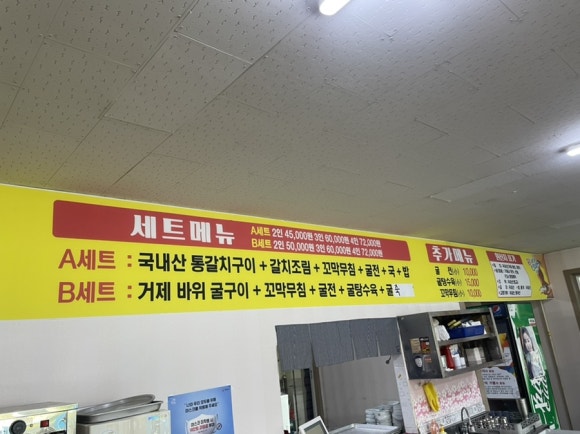 세트메뉴
A세트 2인 45,000원 3인 60,000원 4인 72,000원
B세트 2인 50,000원 3인 60,000원 4인 72,000원
A세트 : 국내산 통갈치구이 + 갈치조림 + 꼬막무침 + 굴전 + 국 + 밥
B세트 : 거제 바위 굴구이 + 꼬막무침 + 굴전 + 굴탕수육 + 굴 죽
추가메뉴
굴 전(小) 10,000
굴탕수육(小) 15,000
꼬막무침(小) 10,000